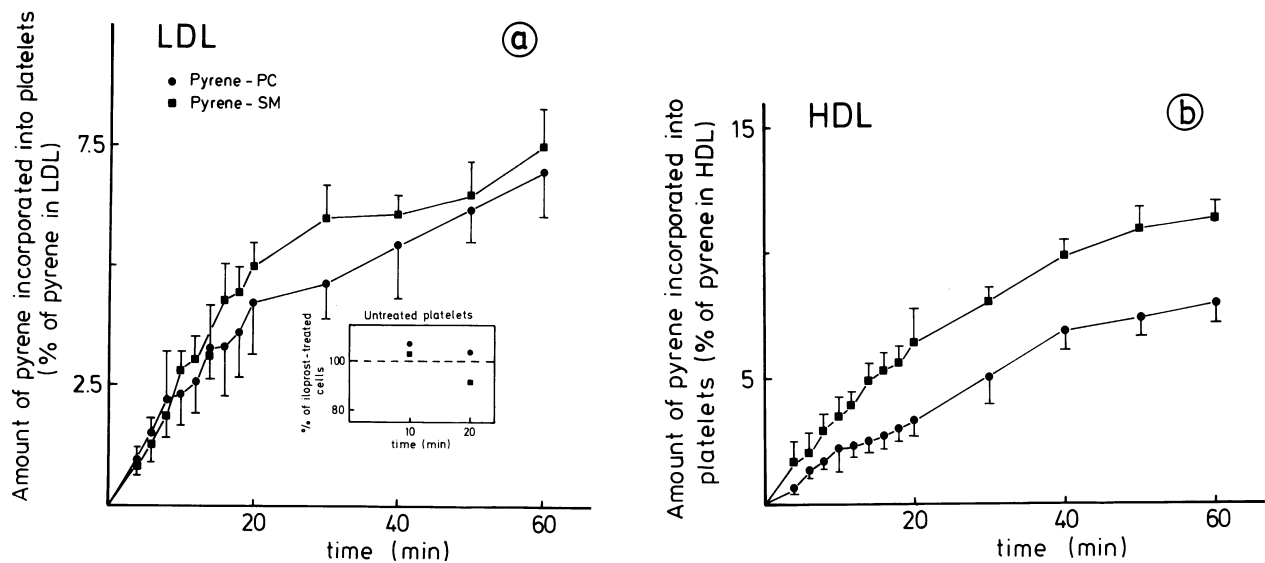 Amount of pyrene incorporated into platelets
(% of pyrene in LDL)
LDL
a
Pyrene - PC
Pyrene - SM
7.5
2.5
20
40
60
time (min)
Untreated platelets
% of iloprost-treated
cells
100
80
10
20
time (min)
Amount of pyrene incorporated into
platelets (% of pyrene in HDL)
HDL
b
15
5
20
40
60
time (min)